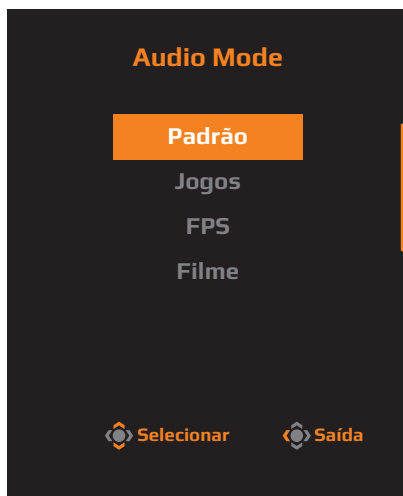 Audio Mode
Padrão
Jogos
FPS
Filme
Selecionar Saída